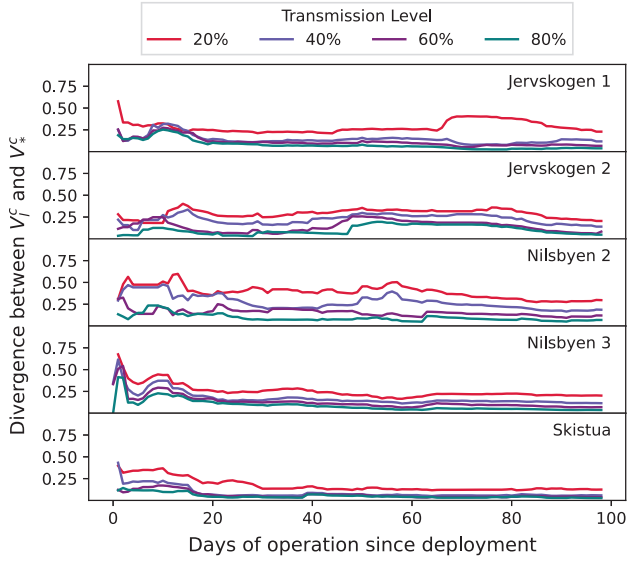 Transmission Level
20% 40% 60% 80%
Divergence between V_l^c and V_*^c
Jervskogen 1
0.75
0.50
0.25
Jervskogen 2
0.75
0.50
0.25
Nilsbyen 2
0.75
0.50
0.25
Nilsbyen 3
0.75
0.50
0.25
Skistua
0.75
0.50
0.25
0 20 40 60 80 100
Days of operation since deployment